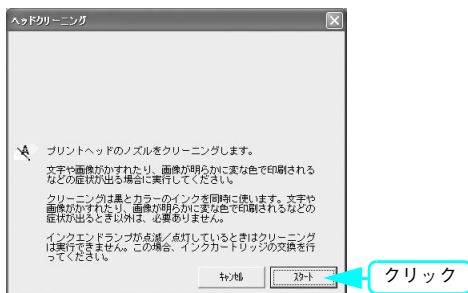 ヘッドクリーニング
プリントヘッドのノズルをクリーニングします。
文字や画像がかすれたり、画像が明らかに変な色で印刷される
などの症状が出る場合に実行してください。
クリーニングは黒とカラーのインクを同時に使います。文字や
画像がかすれたり、画像が明らかに変な色で印刷されるなどの
症状が出るとき以外は、必要ありません。
インクエンドランプが点滅／点灯しているときはクリーニング
は実行できません。この場合、インクカートリッジの交換を行
ってください。
キャンセル
スタート
クリック